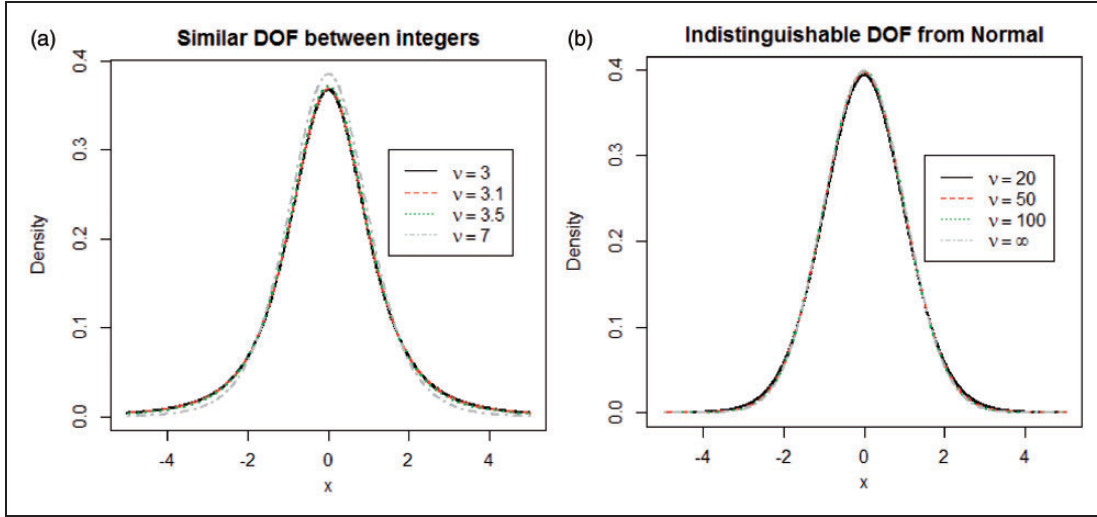 (a)
Similar DOF between integers
0.4
0.3
0.2
0.1
0.0
Density
ν = 3
ν = 3.1
ν = 3.5
ν = 7
-4 -2 0 2 4
x
(b)
Indistinguishable DOF from Normal
0.4
0.3
0.2
0.1
0.0
Density
ν = 20
ν = 50
ν = 100
ν = ∞
-4 -2 0 2 4
x